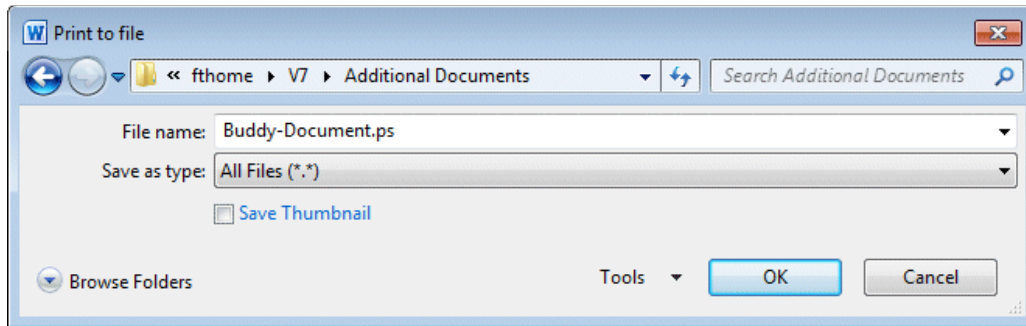 W Print to file
« fthome V7 Additional Documents Search Additional Documents
File name: Buddy-Document.ps
Save as type: All Files (*.*)
Save Thumbnail
Browse Folders Tools OK Cancel